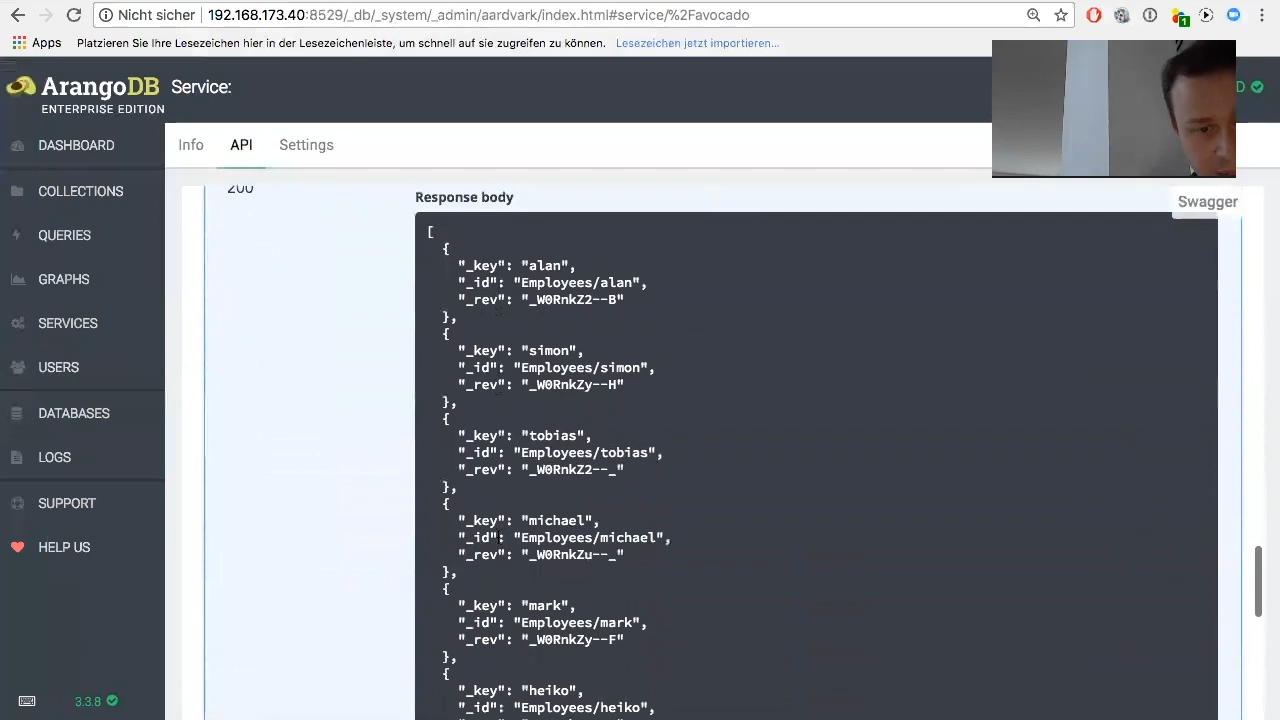 Nicht sicher | 192.168.173.40:8529/_db/_system/_admin/aardvark/index.html#service/%2Favocado
1
Apps Platzieren Sie Ihre Lesezeichen hier in der Lesezeichenleiste, um schnell auf sie zugreifen zu können. Lesezeichen jetzt importieren...
ArangoDB
ENTERPRISE EDITION
Service:
D
DASHBOARD
COLLECTIONS
QUERIES
GRAPHS
SERVICES
USERS
DATABASES
LOGS
SUPPORT
HELP US
3.3.8
Info API Settings
200
Response body
Swagger
[
{
"_key": "alan",
"_id": "Employees/alan",
"_rev": "_W0RnkZ2--B"
},
{
"_key": "simon",
"_id": "Employees/simon",
"_rev": "_W0RnkZy--H"
},
{
"_key": "tobias",
"_id": "Employees/tobias",
"_rev": "_W0RnkZ2--_"
},
{
"_key": "michael",
"_id": "Employees/michael",
"_rev": "_W0RnkZu--_"
},
{
"_key": "mark",
"_id": "Employees/mark",
"_rev": "_W0RnkZy--F"
},
{
"_key": "heiko",
"_id": "Employees/heiko",